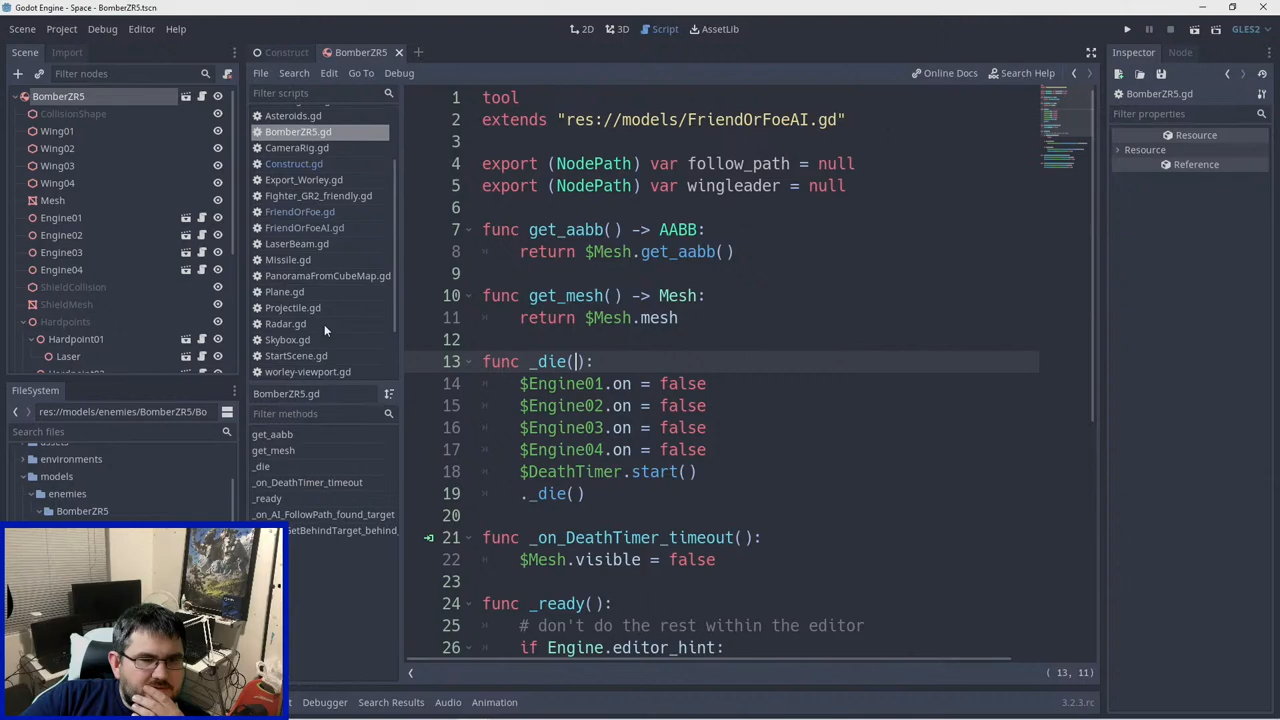 Godot Engine - Space - BomberZR5.tscn
Scene Project Debug Editor Help
2D 3D Script AssetLib
GLES2
Scene Import
Filter nodes
BomberZR5
CollisionShape
Wing01
Wing02
Wing03
Wing04
Mesh
Engine01
Engine02
Engine03
Engine04
ShieldCollision
ShieldMesh
Hardpoints
Hardpoint01
Laser
FileSystem
res://models/enemies/BomberZR5/Bo
Search files
environments
models
enemies
BomberZR5
Construct BomberZR5
File Search Edit Go To Debug
Online Docs Search Help
Filter scripts
Asteroids.gd
BomberZR5.gd
CameraRig.gd
Construct.gd
Export_Worley.gd
Fighter_GR2_friendly.gd
FriendOrFoe.gd
FriendOrFoeAI.gd
LaserBeam.gd
Missile.gd
PanoramaFromCubeMap.gd
Plane.gd
Projectile.gd
Radar.gd
Skybox.gd
StartScene.gd
worley-viewport.gd
BomberZR5.gd
Filter methods
get_aabb
get_mesh
_die
_on_DeathTimer_timeout
_ready
_on_AI_FollowPath_found_target
GetBehindTarget_behind_
1 tool
2 extends "res://models/FriendOrFoeAI.gd"
3
4 export (NodePath) var follow_path = null
5 export (NodePath) var wingleader = null
6
7 func get_aabb() -> AABB:
8 return $Mesh.get_aabb()
9
10 func get_mesh() -> Mesh:
11 return $Mesh.mesh
12
13 func _die():
14 $Engine01.on = false
15 $Engine02.on = false
16 $Engine03.on = false
17 $Engine04.on = false
18 $DeathTimer.start()
19 ._die()
20
21 func _on_DeathTimer_timeout():
22 $Mesh.visible = false
23
24 func _ready():
25 # don't do the rest within the editor
26 if Engine.editor_hint:
( 13, 11)
Debugger Search Results Audio Animation
3.2.3.rc
Inspector Node
BomberZR5.gd
Filter properties
Resource
Resource
Reference